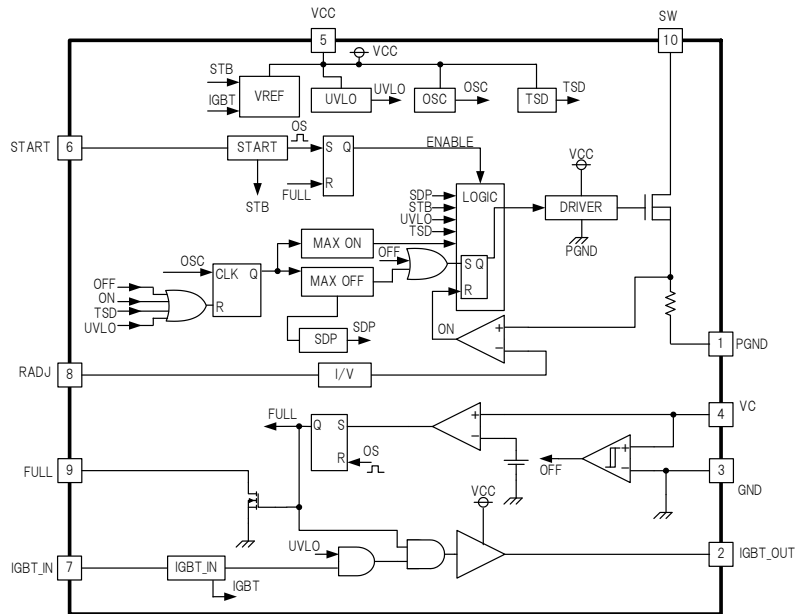 VCC
SW
5
10
VCC
STB
IGBT
VREF
UVLO
UVLO
OSC
OSC
TSD
TSD
START
6
START
OS
S Q
R
ENABLE
STB
FULL
VCC
SDP
STB
UVLO
TSD
LOGIC
DRIVER
PGND
OSC
CLK Q
R
MAX ON
MAX OFF
OFF
S Q
R
OFF
ON
TSD
UVLO
SDP
SDP
ON
+
−
1
PGND
RADJ
8
I/V
FULL
Q S
R
OS
+
−
4
VC
OFF
+
−
3
GND
FULL
9
VCC
UVLO
IGBT_IN
7
IGBT_IN
IGBT
2
IGBT_OUT